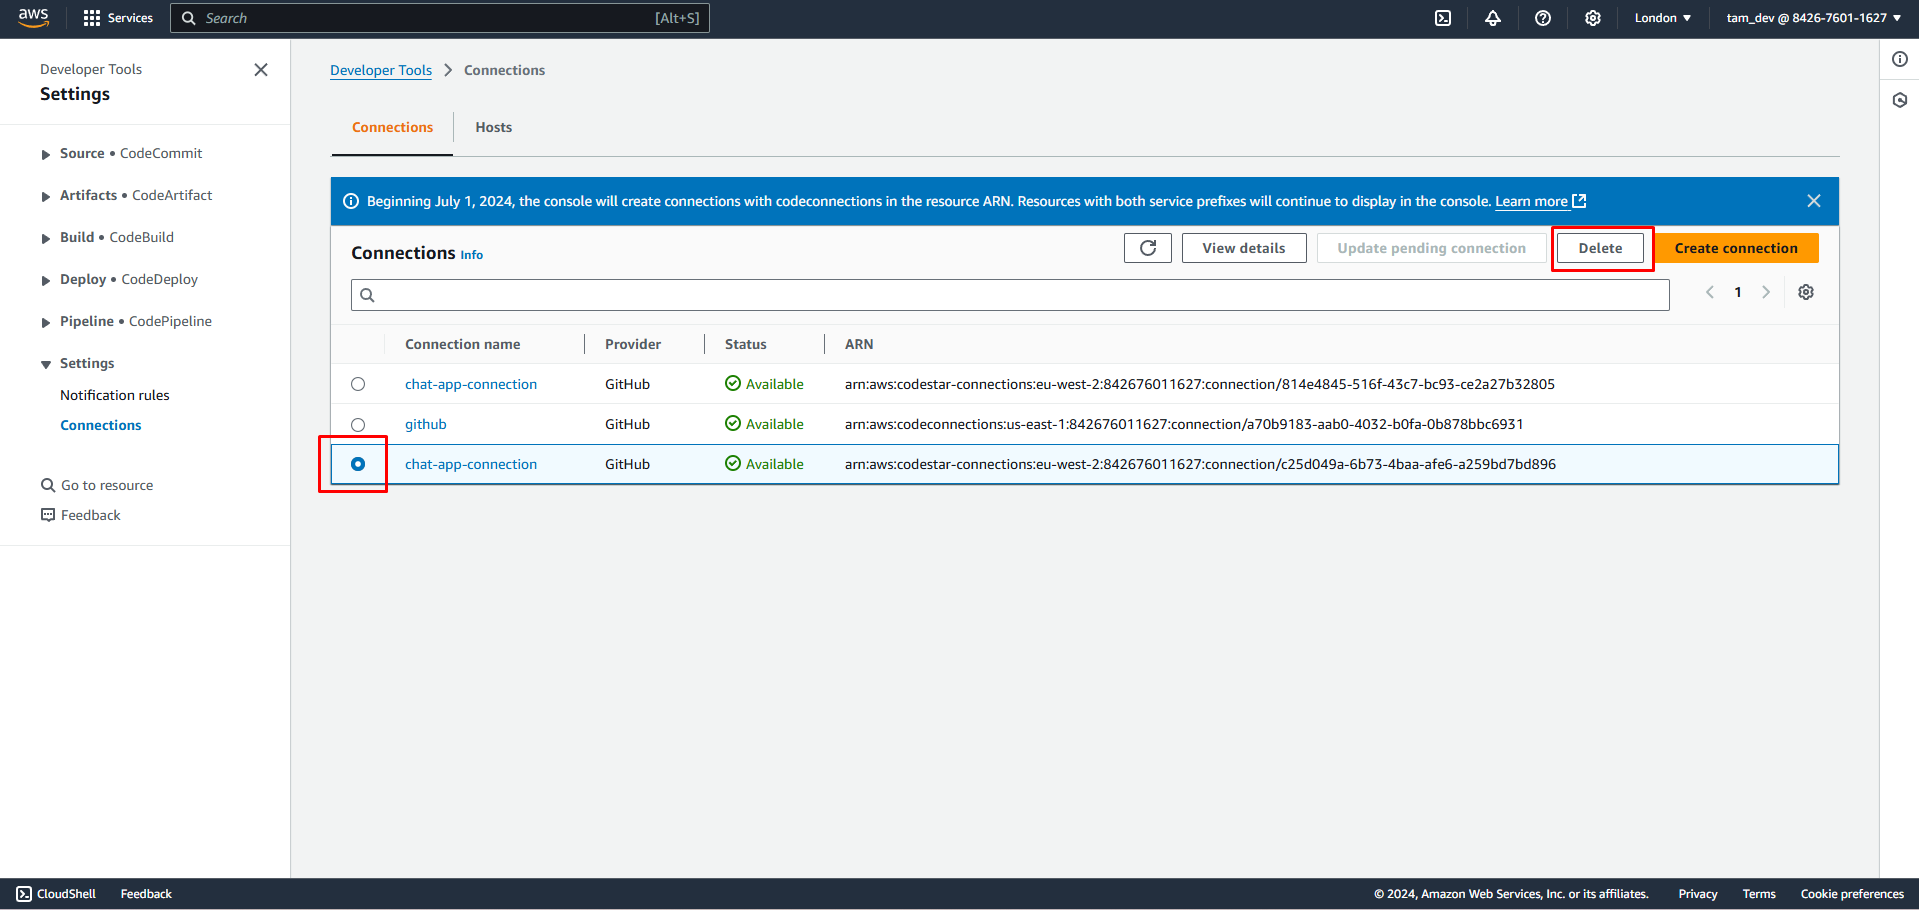 aws
Services
Search
[Alt+S]
London
tam_dev @ 8426-7601-1627
Developer Tools
Settings
Source • CodeCommit
Artifacts • CodeArtifact
Build • CodeBuild
Deploy • CodeDeploy
Pipeline • CodePipeline
Settings
Notification rules
Connections
Go to resource
Feedback
Developer Tools > Connections
Connections
Hosts
Beginning July 1, 2024, the console will create connections with codeconnections in the resource ARN. Resources with both service prefixes will continue to display in the console. Learn more
Connections Info
View details
Update pending connection
Delete
Create connection
1
Connection name Provider Status ARN
chat-app-connection GitHub Available arn:aws:codestar-connections:eu-west-2:842676011627:connection/814e4845-516f-43c7-bc93-ce2a27b32805
github GitHub Available arn:aws:codeconnections:us-east-1:842676011627:connection/a70b9183-aab0-4032-b0fa-0b878bbc6931
chat-app-connection GitHub Available arn:aws:codestar-connections:eu-west-2:842676011627:connection/c25d049a-6b73-4baa-afe6-a259bd7bd896
CloudShell
Feedback
© 2024, Amazon Web Services, Inc. or its affiliates.
Privacy
Terms
Cookie preferences